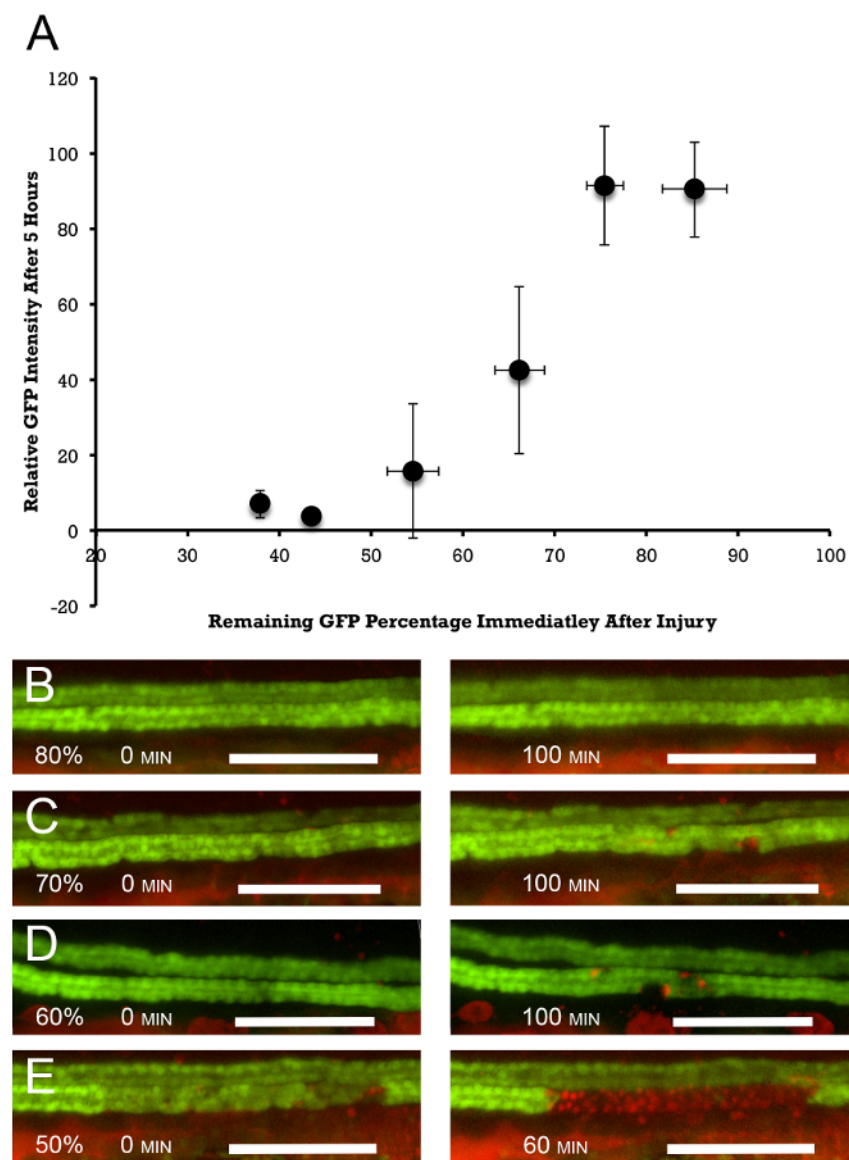 A
120
100
80
60
40
20
0
-20
20 30 40 50 60 70 80 90 100
Relative GFP Intensity After 5 Hours
Remaining GFP Percentage Immediatley After Injury
B
80% 0 MIN
100 MIN
C
70% 0 MIN
100 MIN
D
60% 0 MIN
100 MIN
E
50% 0 MIN
60 MIN